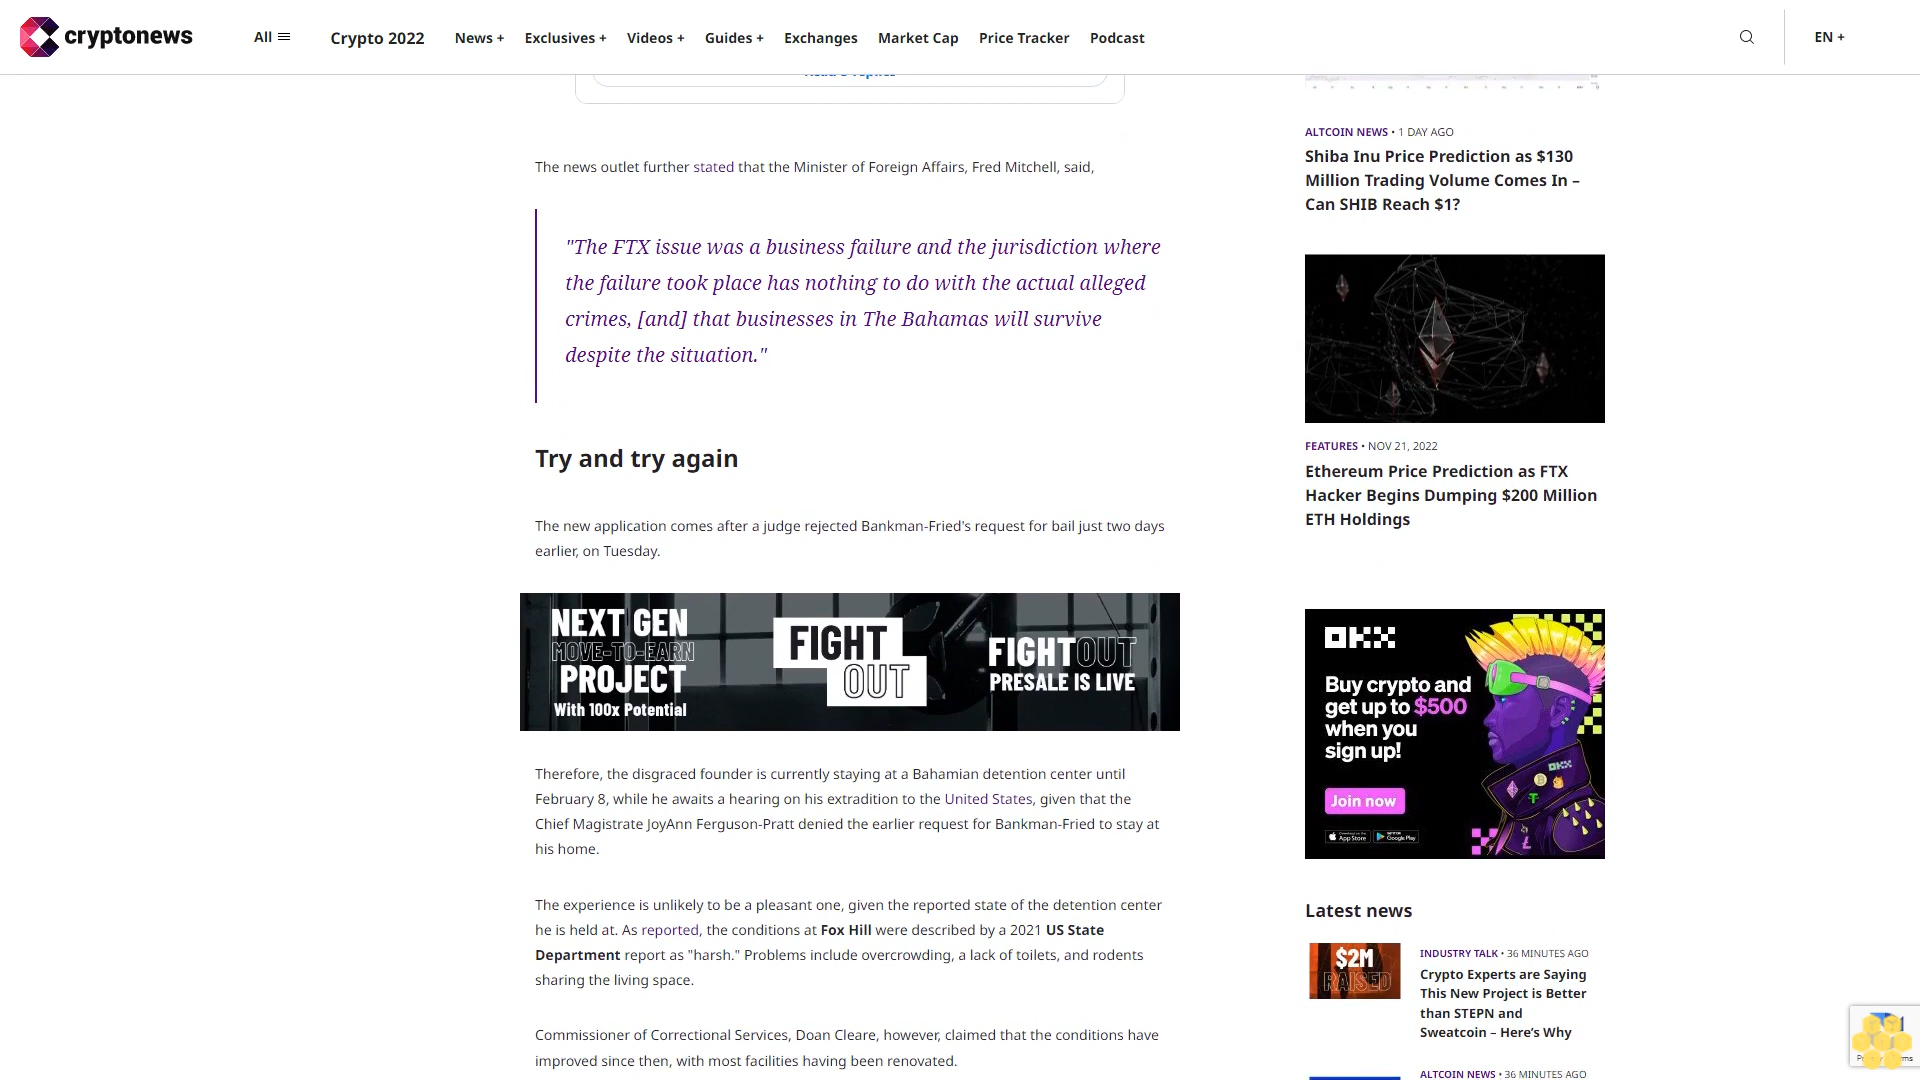 cryptonews
All
Crypto 2022
News +
Exclusives +
Videos +
Guides +
Exchanges
Market Cap
Price Tracker
Podcast
EN +
The news outlet further stated that the Minister of Foreign Affairs, Fred Mitchell, said,
"The FTX issue was a business failure and the jurisdiction where
the failure took place has nothing to do with the actual alleged
crimes, [and] that businesses in The Bahamas will survive
despite the situation."
Try and try again
The new application comes after a judge rejected Bankman-Fried's request for bail just two days
earlier, on Tuesday.
NEXT GEN
MOVE-TO-EARN
PROJECT
With 100x Potential
FIGHT
OUT
FIGHTOUT
PRESALE IS LIVE
Therefore, the disgraced founder is currently staying at a Bahamian detention center until
February 8, while he awaits a hearing on his extradition to the United States, given that the
Chief Magistrate JoyAnn Ferguson-Pratt denied the earlier request for Bankman-Fried to stay at
his home.
The experience is unlikely to be a pleasant one, given the reported state of the detention center
he is held at. As reported, the conditions at Fox Hill were described by a 2021 US State
Department report as "harsh." Problems include overcrowding, a lack of toilets, and rodents
sharing the living space.
Commissioner of Correctional Services, Doan Cleare, however, claimed that the conditions have
improved since then, with most facilities having been renovated.
ALTCOIN NEWS • 1 DAY AGO
Shiba Inu Price Prediction as $130
Million Trading Volume Comes In –
Can SHIB Reach $1?
FEATURES • NOV 21, 2022
Ethereum Price Prediction as FTX
Hacker Begins Dumping $200 Million
ETH Holdings
OKX
Buy crypto and
get up to $500
when you
sign up!
Join now
App Store
Google Play
OKX
Latest news
$2M
RAISED
INDUSTRY TALK • 36 MINUTES AGO
Crypto Experts are Saying
This New Project is Better
than STEPN and
Sweatcoin – Here's Why
ALTCOIN NEWS • 36 MINUTES AGO